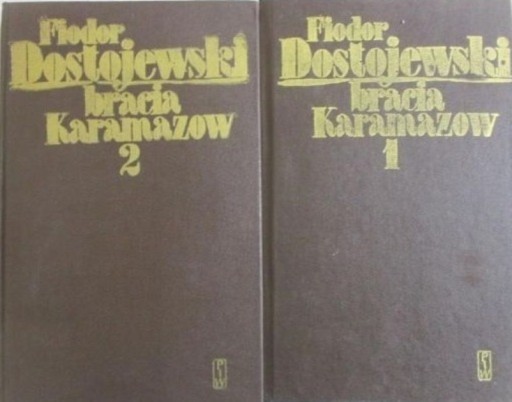 Fiodor
Dostojewski
bracia
Karamazow
2
Fiodor
Dostojewski
bracia
Karamazow
1